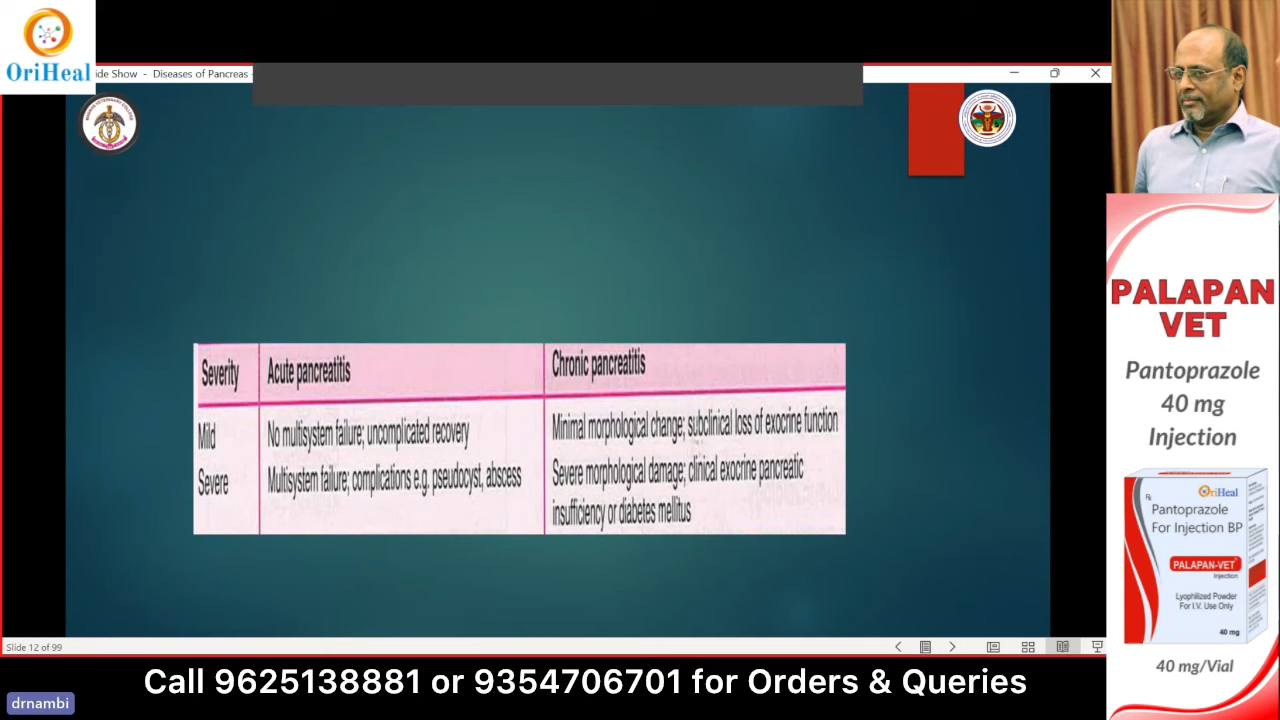 OriHeal
ide Show - Diseases of Pancreas -
Severity
Acute pancreatitis
Chronic pancreatitis
Mild
No multisystem failure; uncomplicated recovery
Minimal morphological change; subclinical loss of exocrine function
Severe
Multisystem failure; complications e.g. pseudocyst, abscess
Severe morphological damage; clinical exocrine pancreatic
insufficiency or diabetes mellitus
Slide 12 of 99
PALAPAN
VET
Pantoprazole
40 mg
Injection
OriHeal
Pantoprazole
For Injection BP
PALAPAN-VET
Injection
Lyophilized Powder
For I.V. Use Only
40 mg
40 mg/Vial
Call 9625138881 or 9354706701 for Orders & Queries
drnambi